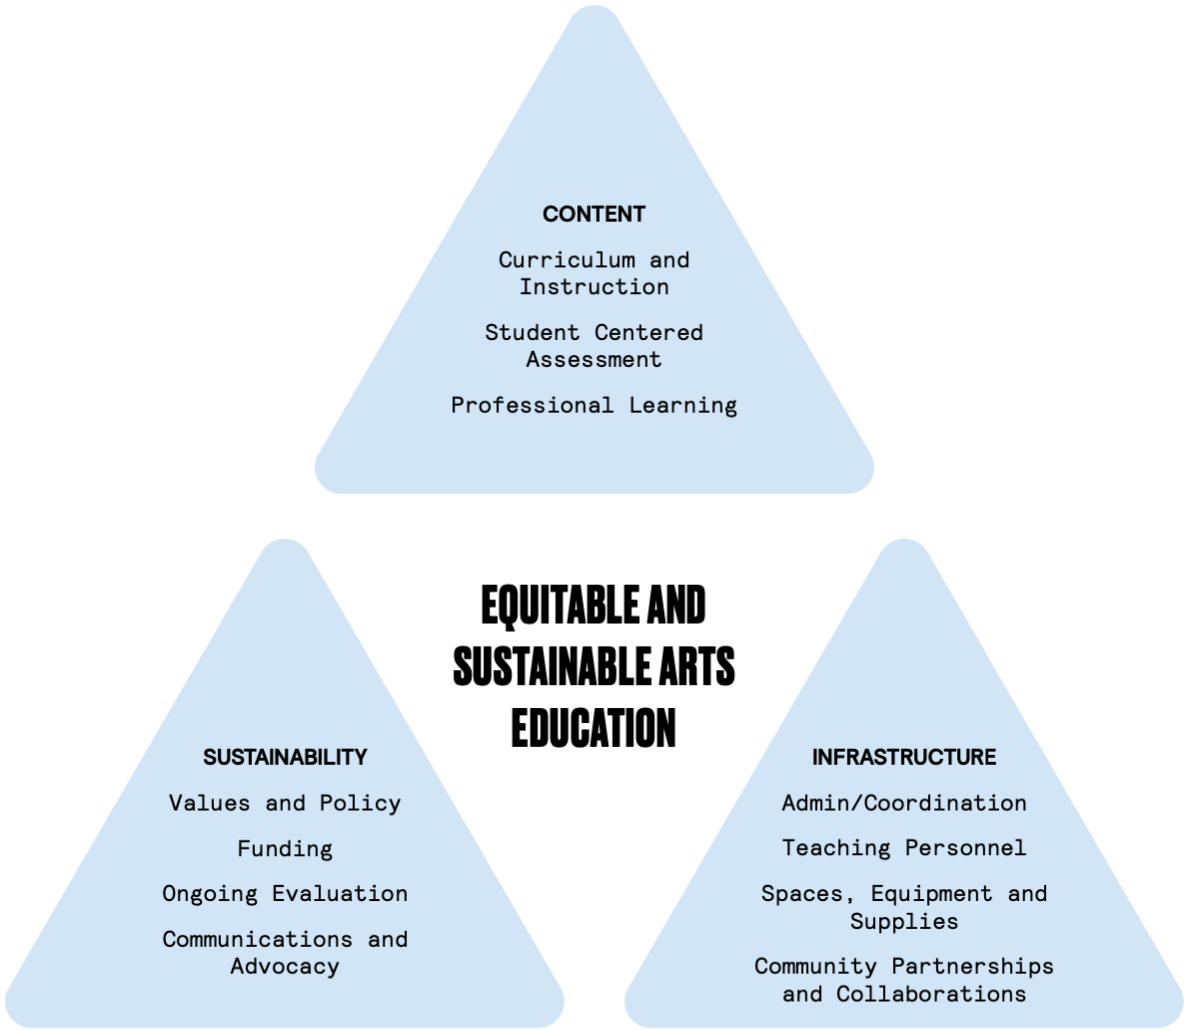 CONTENT
Curriculum and
Instruction
Student Centered
Assessment
Professional Learning
EQUITABLE AND
SUSTAINABLE ARTS
EDUCATION
SUSTAINABILITY
Values and Policy
Funding
Ongoing Evaluation
Communications and
Advocacy
INFRASTRUCTURE
Admin/Coordination
Teaching Personnel
Spaces, Equipment and
Supplies
Community Partnerships
and Collaborations